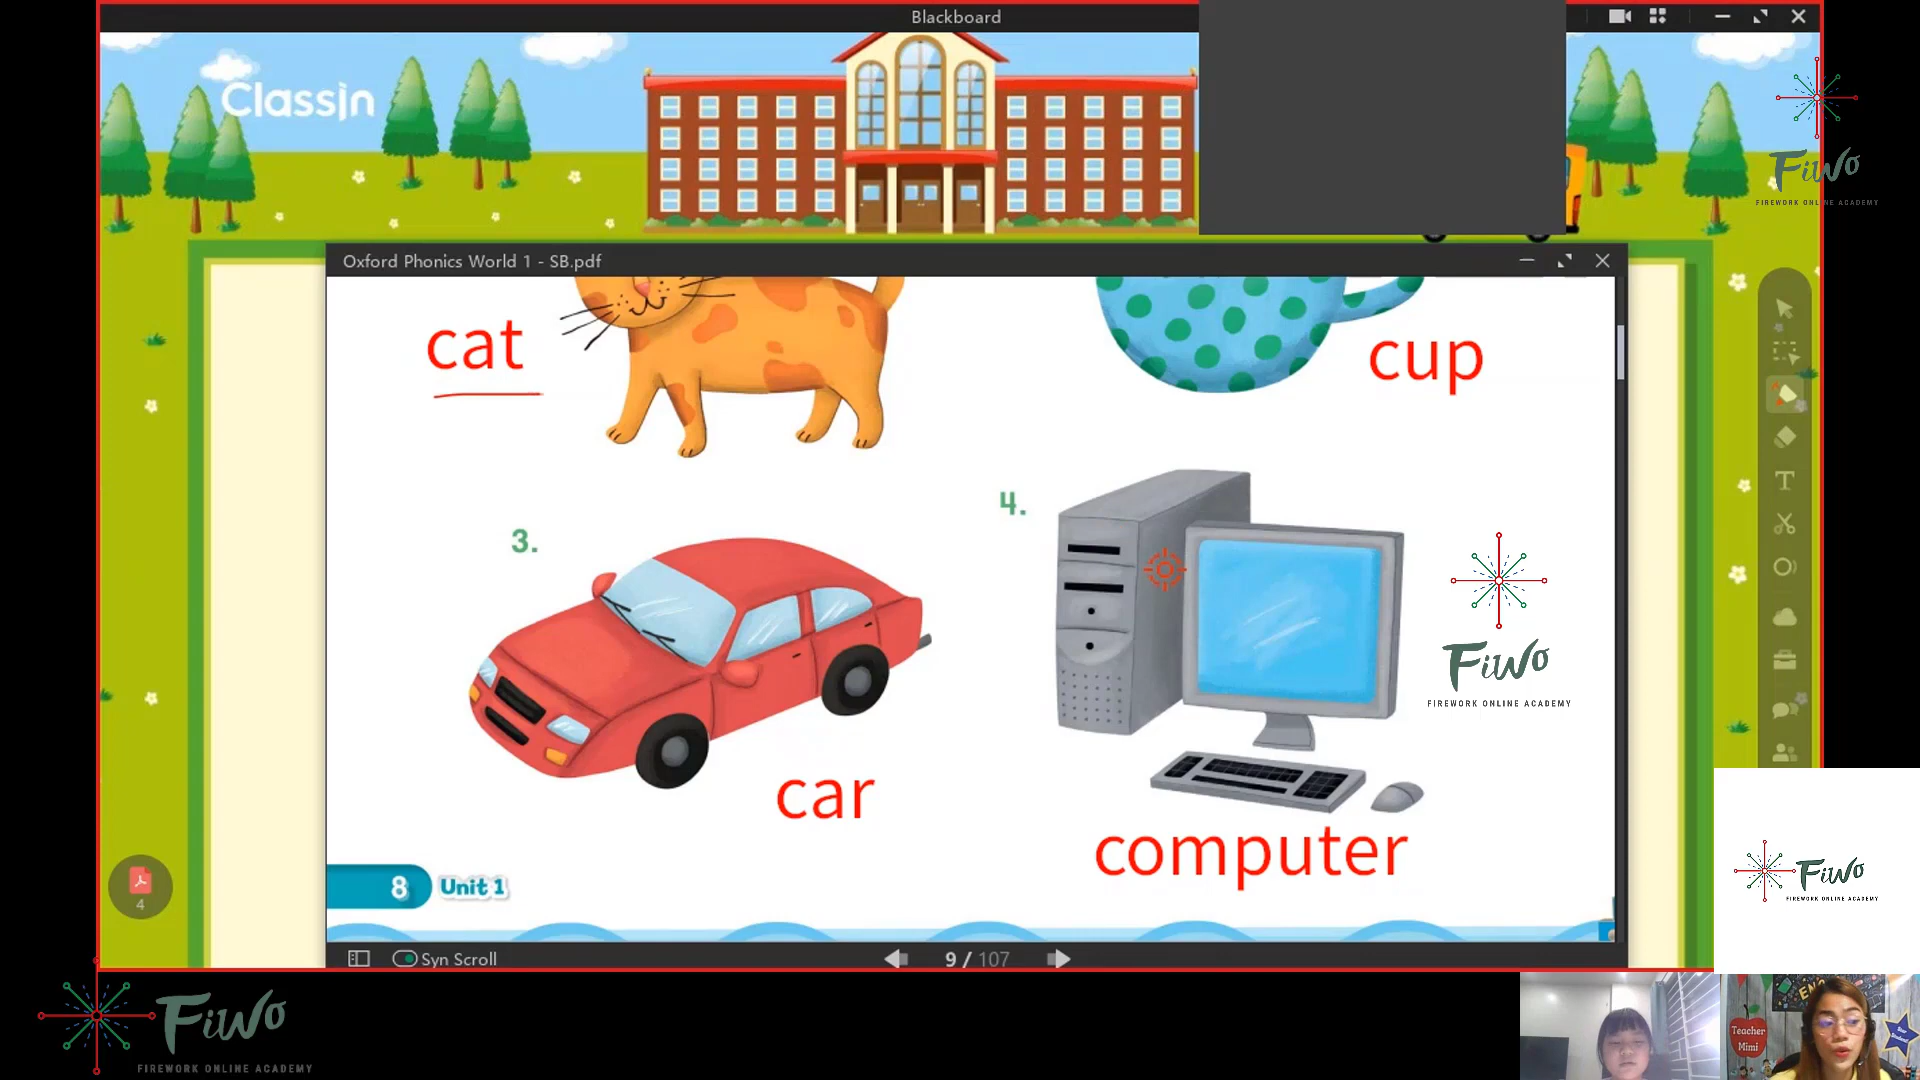 Blackboard
ClassIn
FiWo
FIREWORK ONLINE ACADEMY
Oxford Phonics World 1 - SB.pdf
cat
cup
3.
4.
car
computer
FiWo
FIREWORK ONLINE ACADEMY
8 Unit 1
4
Syn Scroll
9 / 107
FiWo
FIREWORK ONLINE ACADEMY
FiWo
FIREWORK ONLINE ACADEMY
Teacher
Mimi